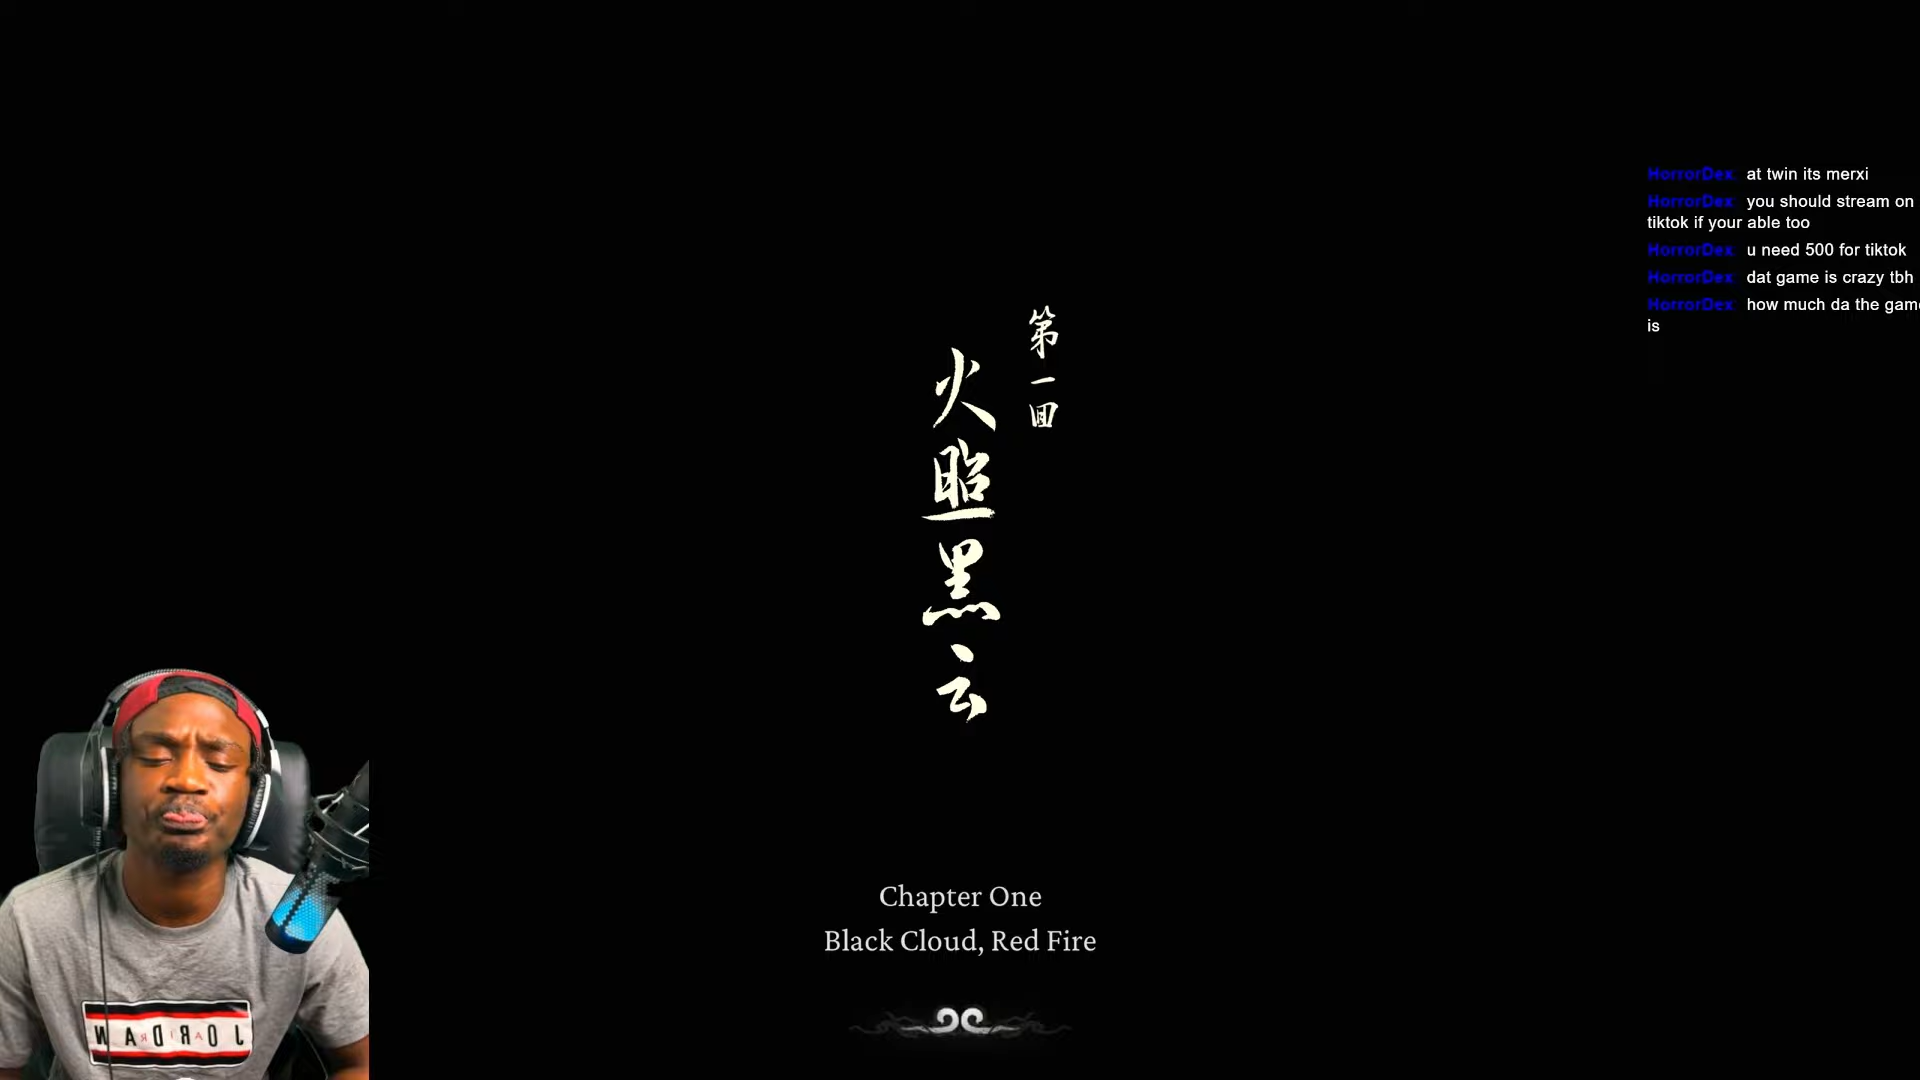 HorrorDex: at twin its merxi
HorrorDex: you should stream on
tiktok if your able too
HorrorDex: u need 500 for tiktok
HorrorDex: dat game is crazy tbh
HorrorDex: how much da the game
is
第一回
火照黑云
Chapter One
Black Cloud, Red Fire
JORDAN